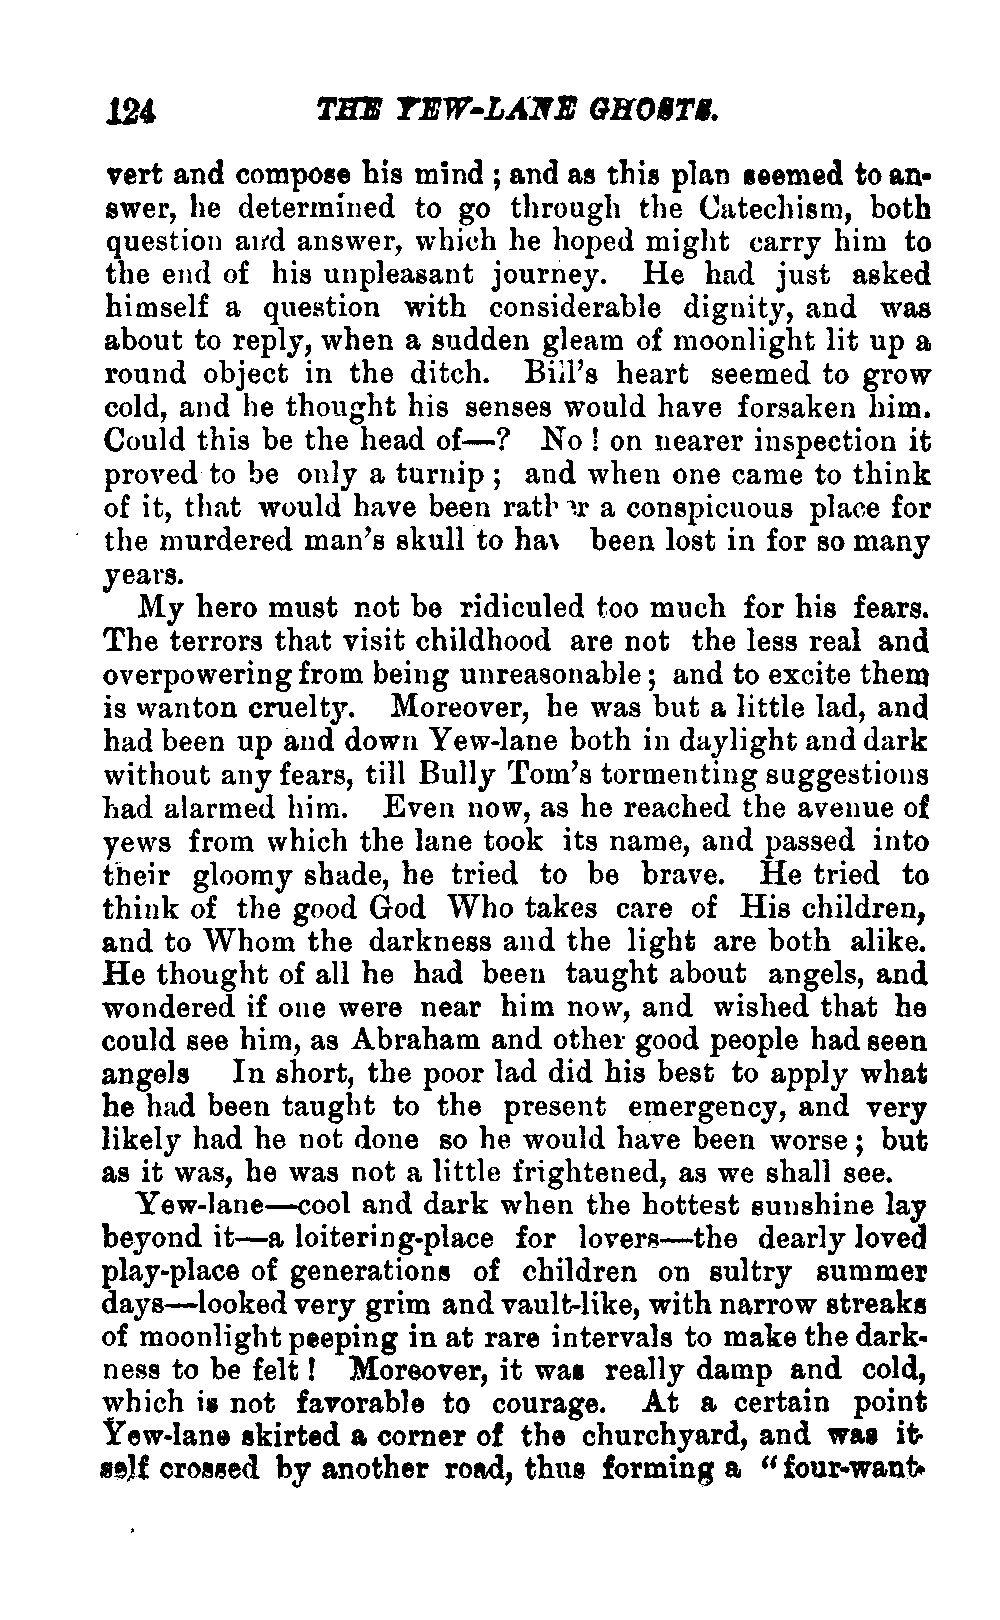 124 THE YEW-LANE GHOSTS.
vert and compose his mind; and as this plan seemed to an-
swer, he determined to go through the Catechism, both
question and answer, which he hoped might carry him to
the end of his unpleasant journey. He had just asked
himself a question with considerable dignity, and was
about to reply, when a sudden gleam of moonlight lit up a
round object in the ditch. Bill's heart seemed to grow
cold, and he thought his senses would have forsaken him.
Could this be the head of—? No! on nearer inspection it
proved to be only a turnip; and when one came to think
of it, that would have been rather a conspicuous place for
the murdered man's skull to hav been lost in for so many
years.
My hero must not be ridiculed too much for his fears.
The terrors that visit childhood are not the less real and
overpowering from being unreasonable; and to excite them
is wanton cruelty. Moreover, he was but a little lad, and
had been up and down Yew-lane both in daylight and dark
without any fears, till Bully Tom's tormenting suggestions
had alarmed him. Even now, as he reached the avenue of
yews from which the lane took its name, and passed into
their gloomy shade, he tried to be brave. He tried to
think of the good God Who takes care of His children,
and to Whom the darkness and the light are both alike.
He thought of all he had been taught about angels, and
wondered if one were near him now, and wished that he
could see him, as Abraham and other good people had seen
angels In short, the poor lad did his best to apply what
he had been taught to the present emergency, and very
likely had he not done so he would have been worse; but
as it was, he was not a little frightened, as we shall see.
Yew-lane—cool and dark when the hottest sunshine lay
beyond it—a loitering-place for lovers—the dearly loved
play-place of generations of children on sultry summer
days—looked very grim and vault-like, with narrow streaks
of moonlight peeping in at rare intervals to make the dark-
ness to be felt! Moreover, it was really damp and cold,
which is not favorable to courage. At a certain point
Yew-lane skirted a corner of the churchyard, and was it-
self crossed by another road, thus forming a "four-want-